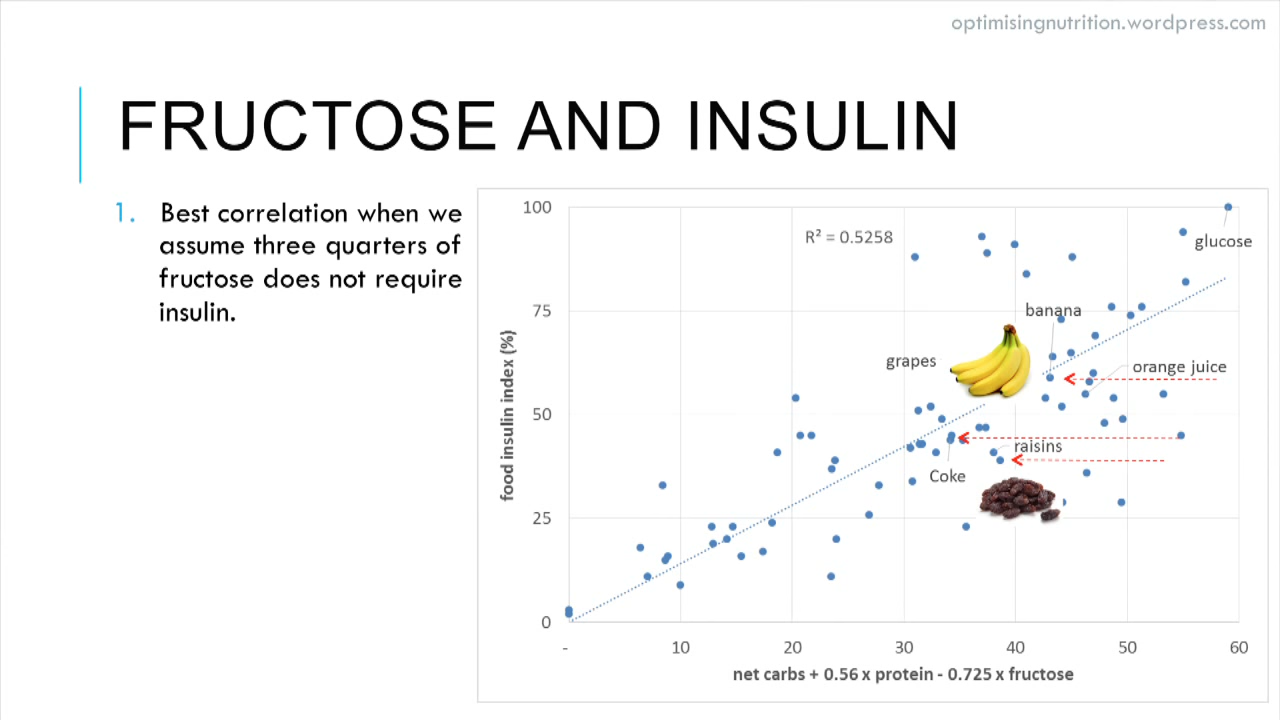 optimisingnutrition.wordpress.com
FRUCTOSE AND INSULIN
1. Best correlation when we
assume three quarters of
fructose does not require
insulin.
100
75
50
25
0
food insulin index (%)
R² = 0.5258
glucose
banana
grapes
orange juice
raisins
Coke
- 10 20 30 40 50 60
net carbs + 0.56 x protein - 0.725 x fructose